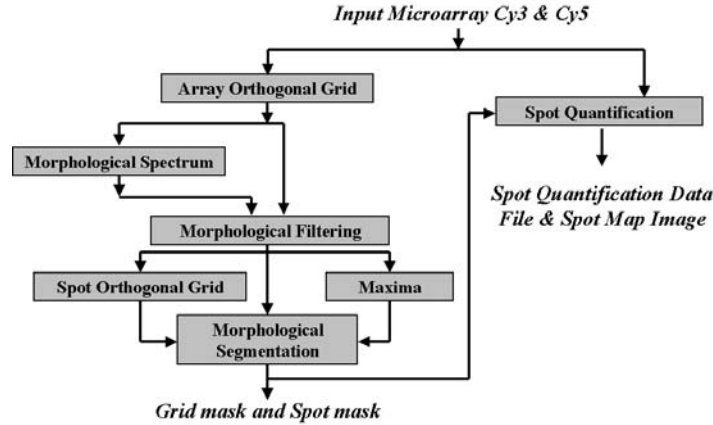 Input Microarray Cy3 & Cy5
Array Orthogonal Grid
Spot Quantification
Morphological Spectrum
Spot Quantification Data
File & Spot Map Image
Morphological Filtering
Spot Orthogonal Grid
Maxima
Morphological
Segmentation
Grid mask and Spot mask